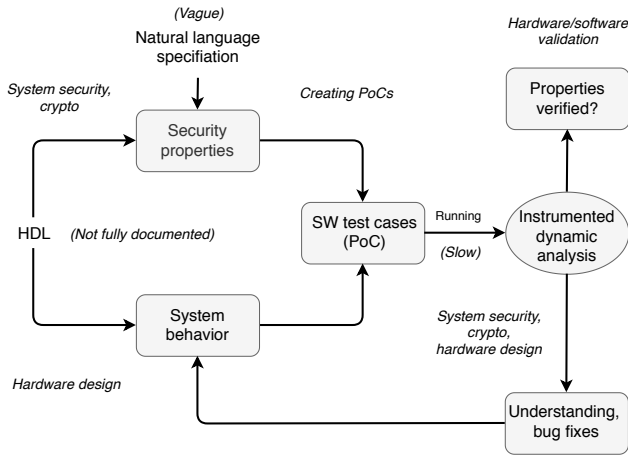 (Vague)
Natural language
specifiation
Hardware/software
validation
System security,
crypto
Creating PoCs
Properties
verified?
Security
properties
HDL
(Not fully documented)
SW test cases
(PoC)
Running
(Slow)
Instrumented
dynamic
analysis
System
behavior
System security,
crypto,
hardware design
Hardware design
Understanding,
bug fixes